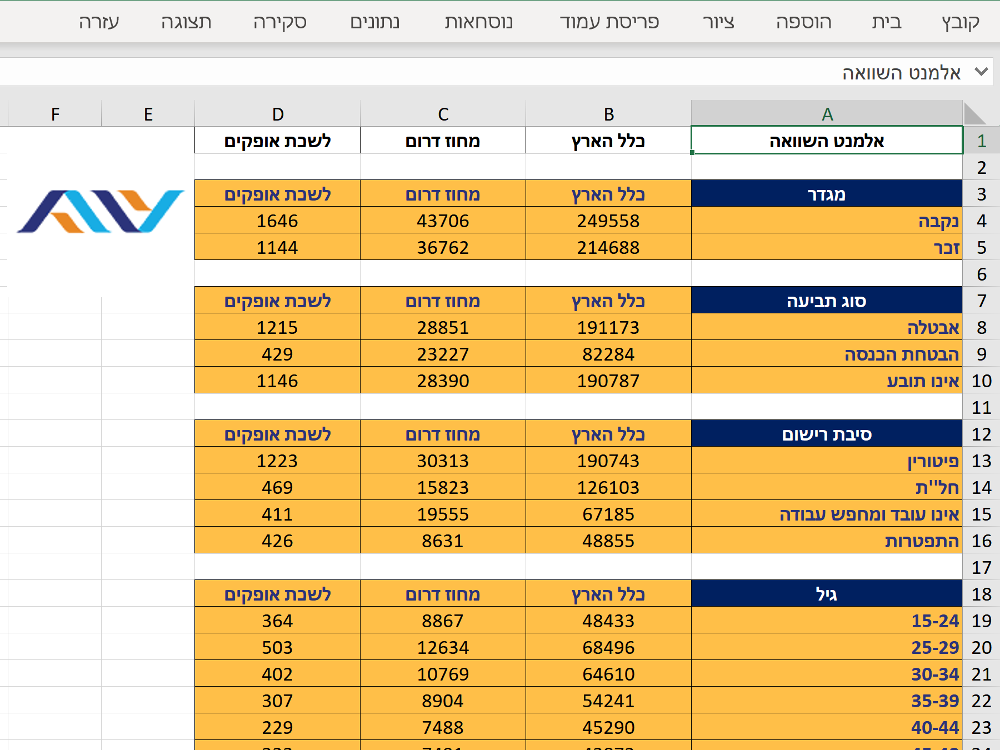 קובץ בית הוספה ציור פריסת עמוד נוסחאות נתונים סקירה תצוגה עזרה
אלמנט השוואה
A B C D E F
1 אלמנט השוואה כלל הארץ מחוז דרום לשכת אופקים
2
3 מגדר כלל הארץ מחוז דרום לשכת אופקים
4 נקבה 249558 43706 1646
5 זכר 214688 36762 1144
6
7 סוג תביעה כלל הארץ מחוז דרום לשכת אופקים
8 אבטלה 191173 28851 1215
9 הבטחת הכנסה 82284 23227 429
10 אינו תובע 190787 28390 1146
11
12 סיבת רישום כלל הארץ מחוז דרום לשכת אופקים
13 פיטורין 190743 30313 1223
14 חל''ת 126103 15823 469
15 אינו עובד ומחפש עבודה 67185 19555 411
16 התפטרות 48855 8631 426
17
18 גיל כלל הארץ מחוז דרום לשכת אופקים
19 15-24 48433 8867 364
20 25-29 68496 12634 503
21 30-34 64610 10769 402
22 35-39 54241 8904 307
23 40-44 45290 7488 229